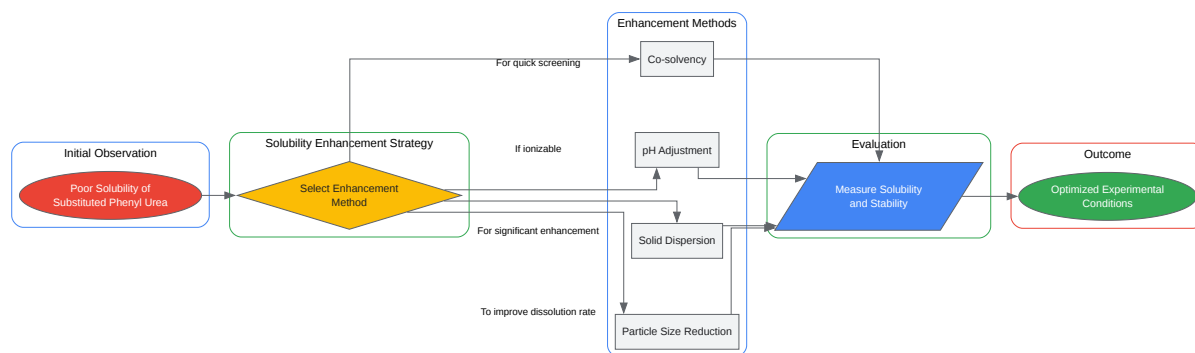 Enhancement Methods
For quick screening
Co-solvency
Initial Observation
Poor Solubility of
Substituted Phenyl Urea
Solubility Enhancement Strategy
Select Enhancement
Method
If ionizable
pH Adjustment
For significant enhancement
Solid Dispersion
To improve dissolution rate
Particle Size Reduction
Evaluation
Measure Solubility
and Stability
Outcome
Optimized Experimental
Conditions